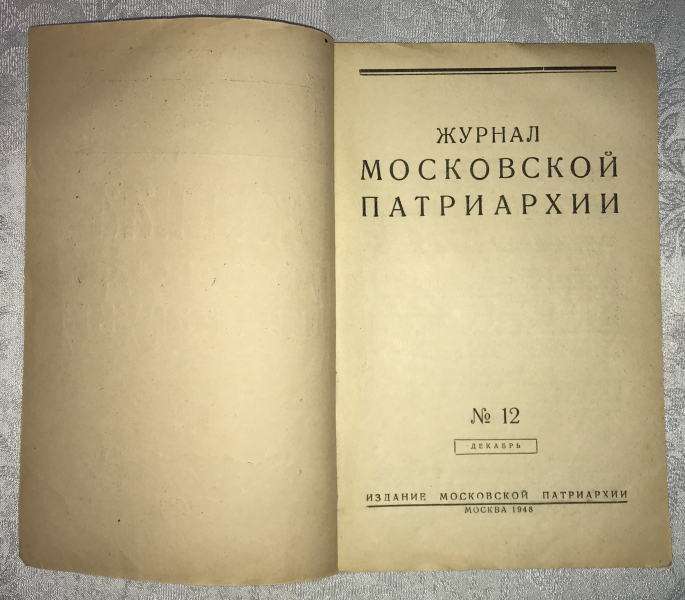 ЖУРНАЛ
МОСКОВСКОЙ
ПАТРИАРХИИ
№ 12
ДЕКАБРЬ
ИЗДАНИЕ МОСКОВСКОЙ ПАТРИАРХИИ
МОСКВА 1948